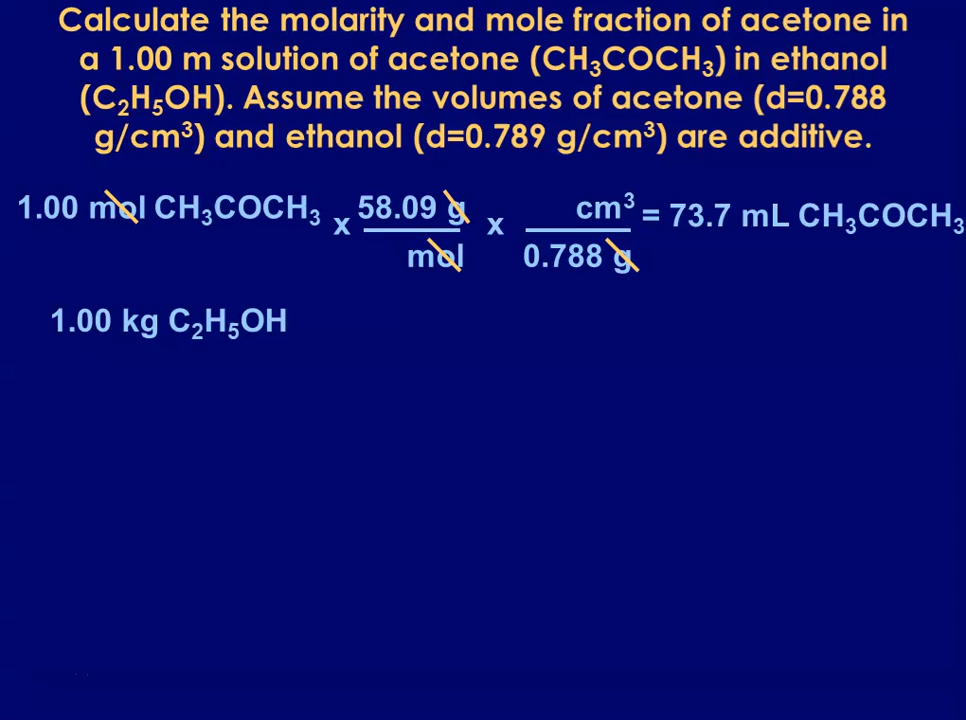 Calculate the molarity and mole fraction of acetone in
a 1.00 m solution of acetone (CH₃COCH₃) in ethanol
(C₂H₅OH). Assume the volumes of acetone (d=0.788
g/cm³) and ethanol (d=0.789 g/cm³) are additive.
1.00 mol CH₃COCH₃ x 58.09 g x cm³ = 73.7 mL CH₃COCH₃
mol 0.788 g
1.00 kg C₂H₅OH